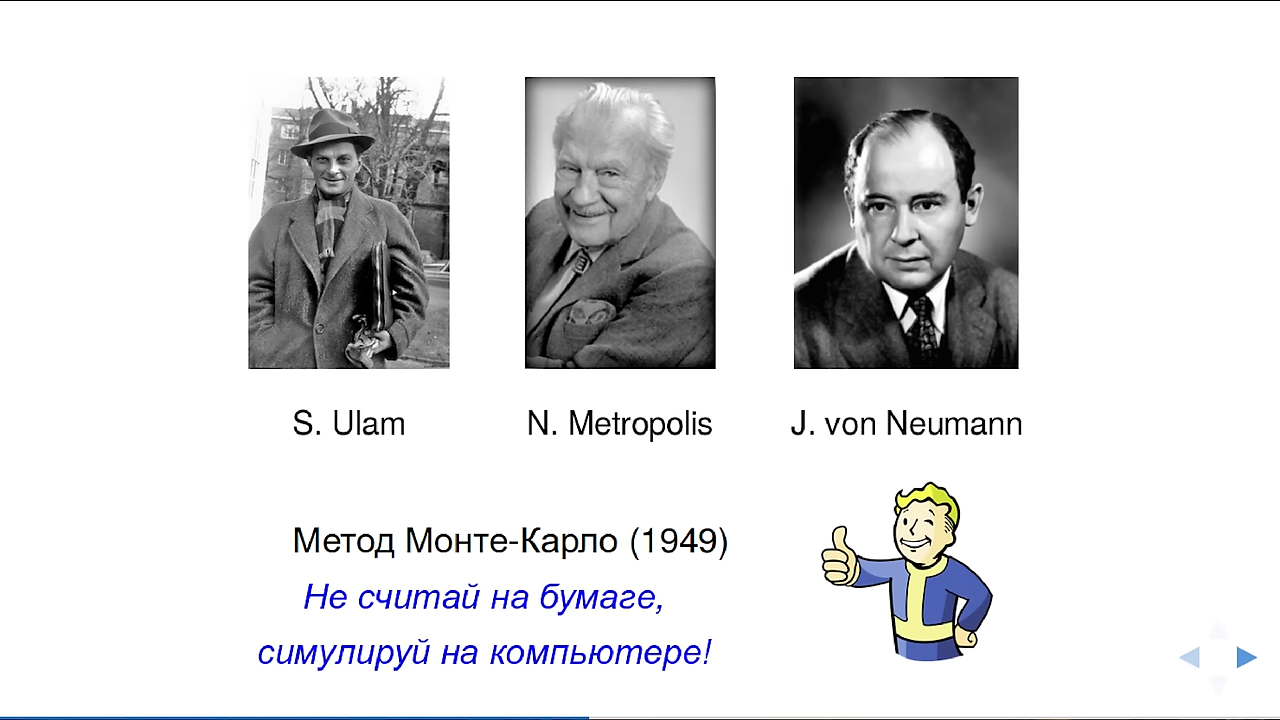 S. Ulam
N. Metropolis
J. von Neumann
Метод Монте-Карло (1949)
Не считай на бумаге,
симулируй на компьютере!